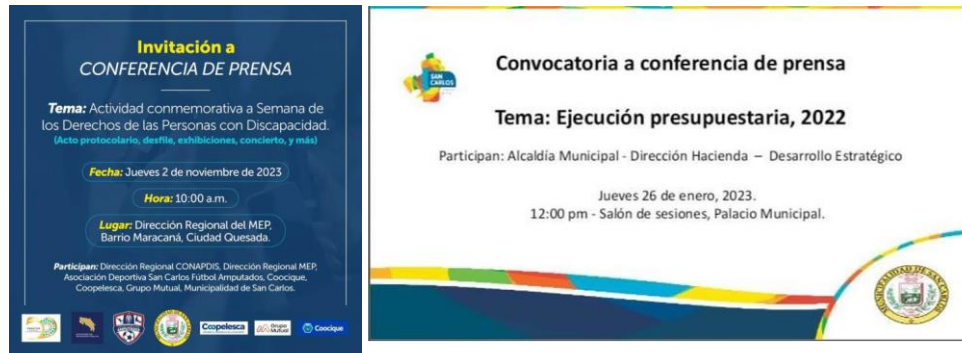 Invitación a
CONFERENCIA DE PRENSA
Tema: Actividad conmemorativa a Semana de
los Derechos de las Personas con Discapacidad.
(Acto protocolario, desfile, exhibiciones, concierto, y más)
Fecha: Jueves 2 de noviembre de 2023
Hora: 10:00 a.m.
Lugar: Dirección Regional del MEP,
Barrio Maracaná, Ciudad Quesada.
Participan: Dirección Regional CONAPDIS, Dirección Regional MEP,
Asociación Deportiva San Carlos Fútbol Amputados, Coocique,
Coopelesca, Grupo Mutual, Municipalidad de San Carlos.
Coopelesca
Grupo
Mutual
Coocique
SAN
CARLOS
Convocatoria a conferencia de prensa
Tema: Ejecución presupuestaria, 2022
Participan: Alcaldía Municipal - Dirección Hacienda – Desarrollo Estratégico
Jueves 26 de enero, 2023.
12:00 pm - Salón de sesiones, Palacio Municipal.
MUNICIPALIDAD DE SAN CARLOS